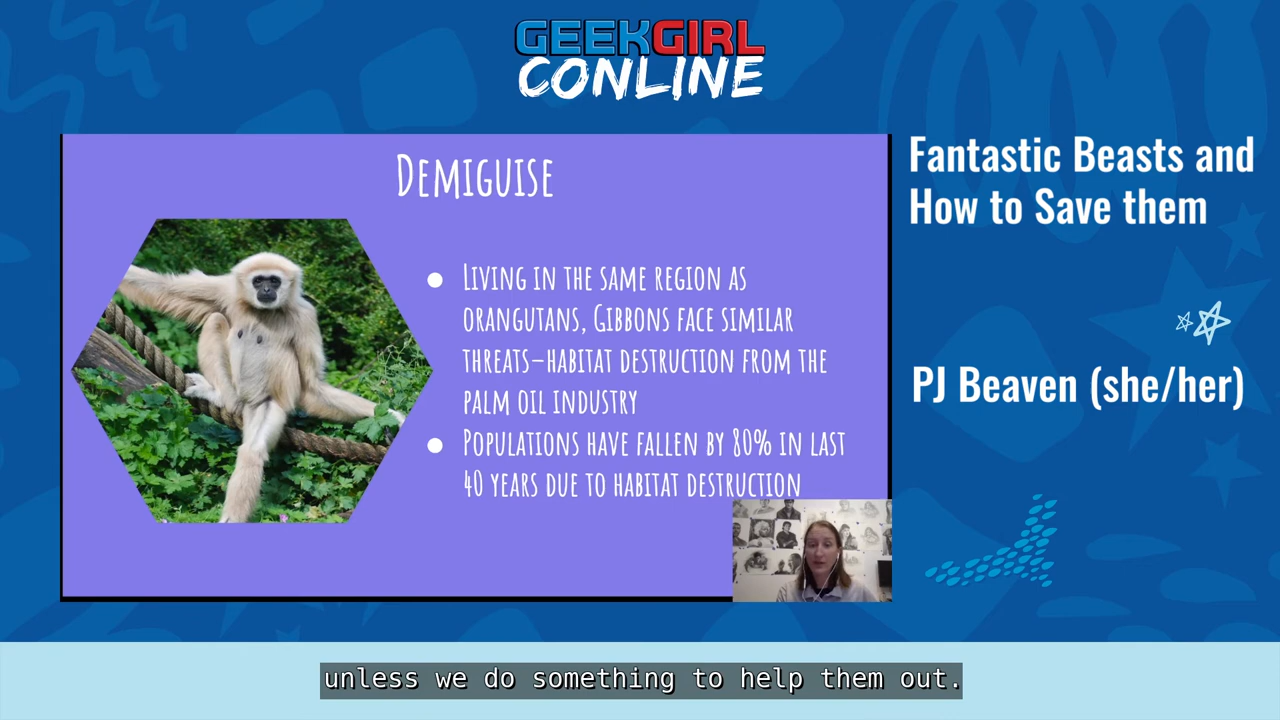 GEEKGIRL
CONLINE
Demiguise
Living in the same region as
orangutans, Gibbons face similar
threats–habitat destruction from the
palm oil industry
Populations have fallen by 80% in last
40 years due to habitat destruction
Fantastic Beasts and
How to Save them
PJ Beaven (she/her)
unless we do something to help them out.